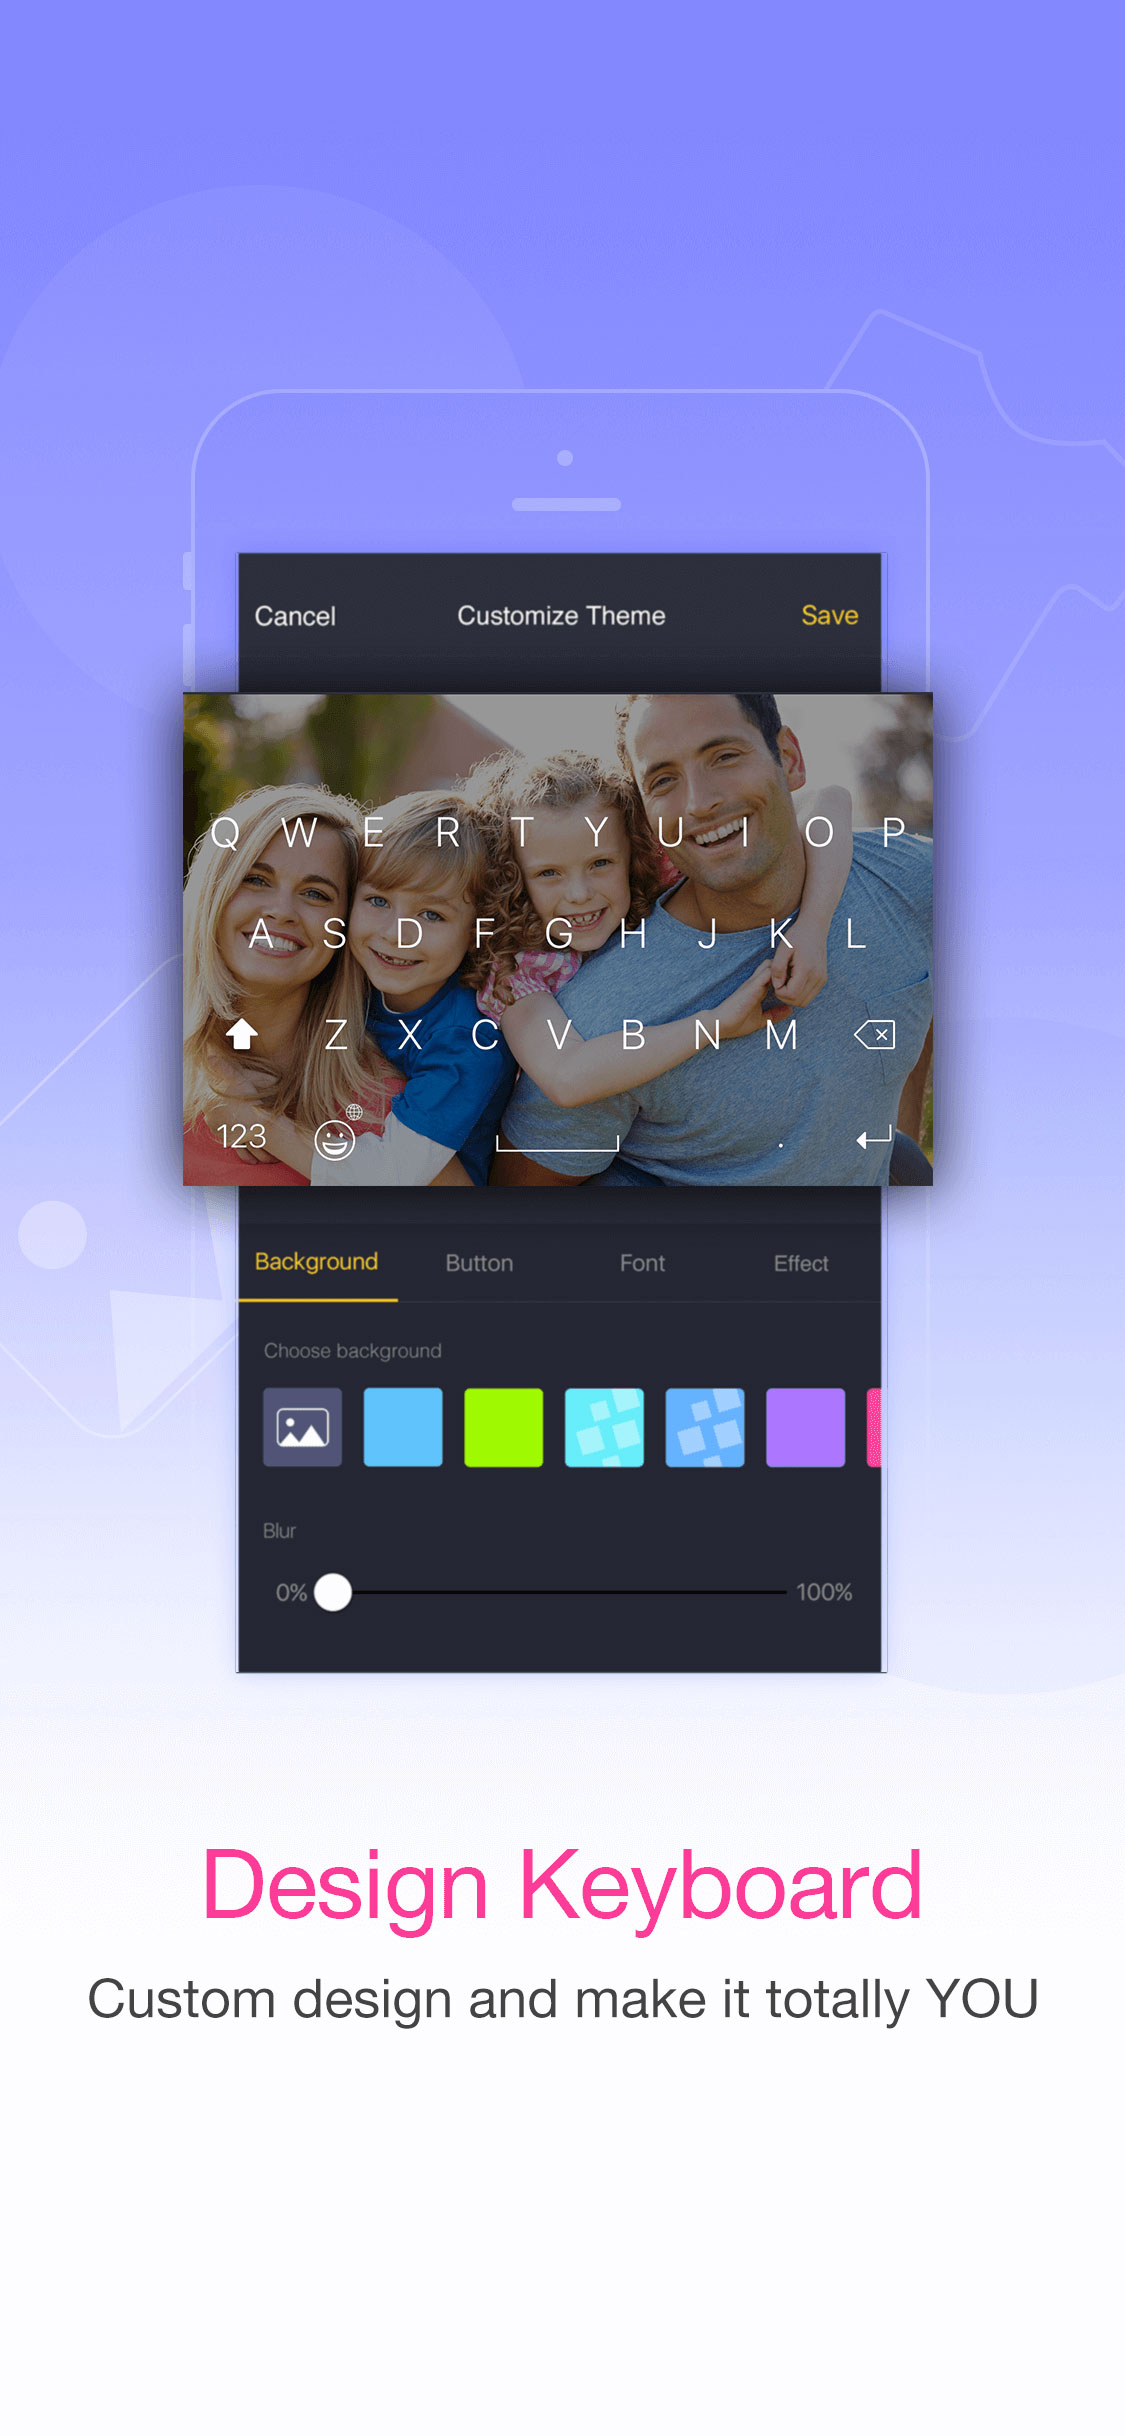 Cancel Customize Theme Save
Q W E R T Y U I O P
A S D F G H J K L
Z X C V B N M
123 .
Background Button Font Effect
Choose background
Blur
0% 100%
Design Keyboard
Custom design and make it totally YOU